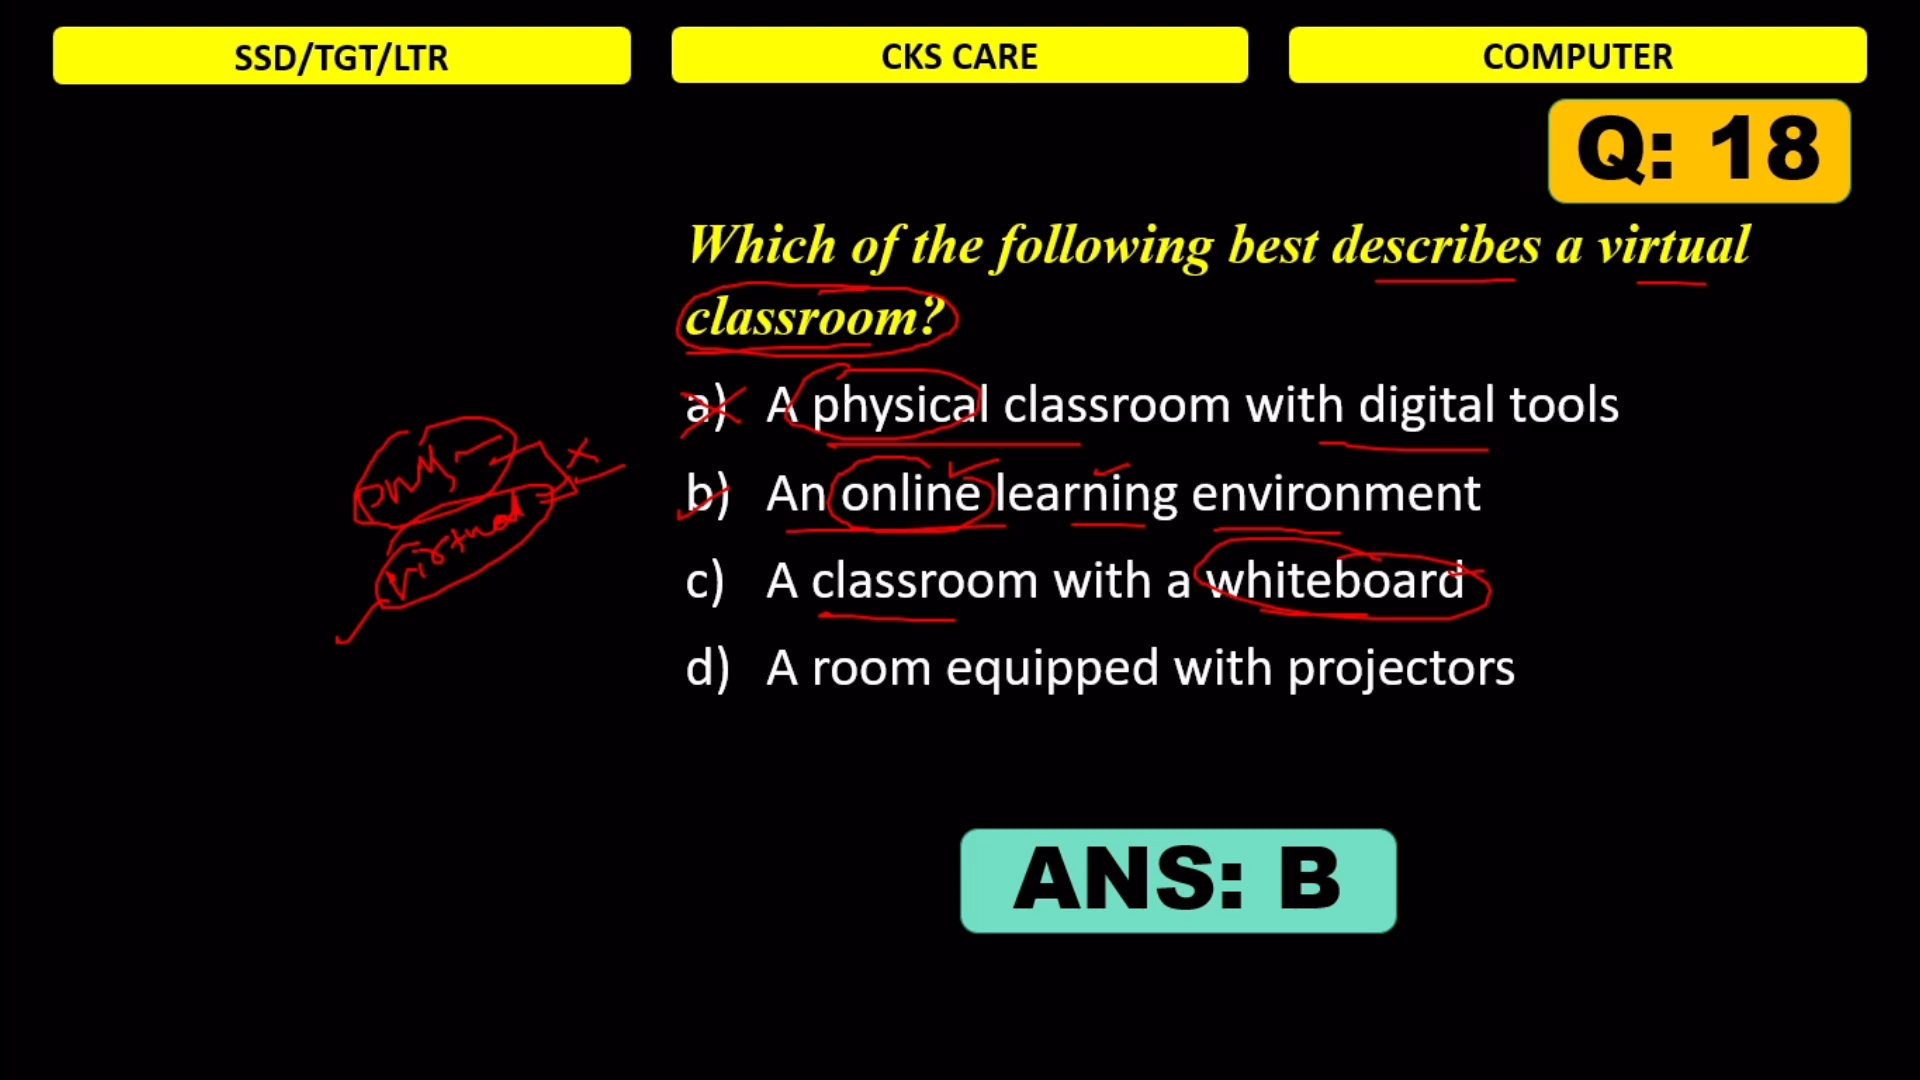 SSD/TGT/LTR
CKS CARE
COMPUTER
Q: 18
Which of the following best describes a virtual
classroom?
a) A physical classroom with digital tools
b) An online learning environment
c) A classroom with a whiteboard
d) A room equipped with projectors
virtual
ANS: B